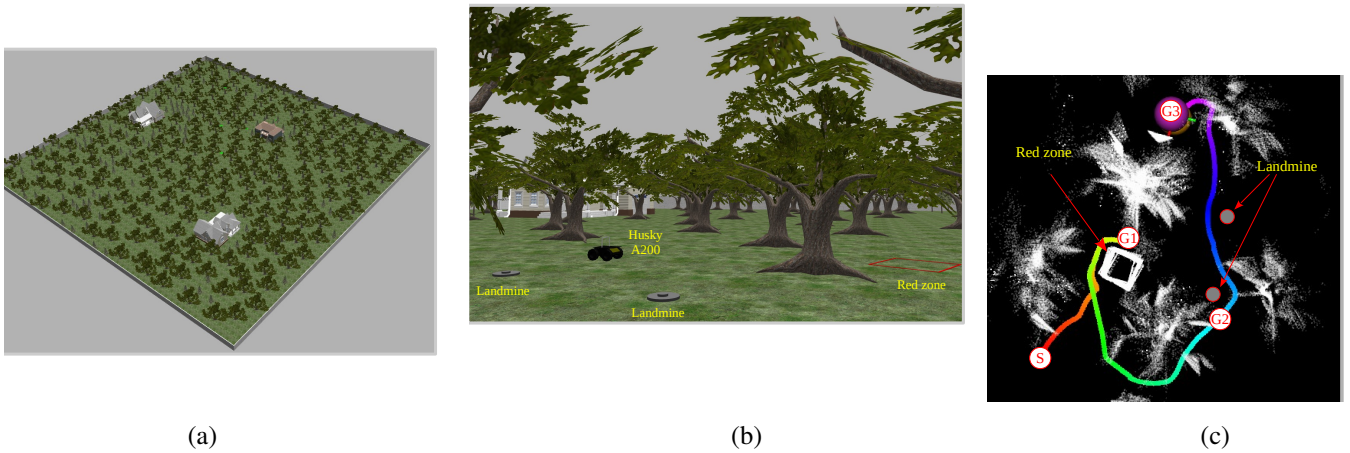 Husky
A200
Landmine
Landmine
Red zone
G3
Red zone
Landmine
G1
G2
S
(a)
(b)
(c)